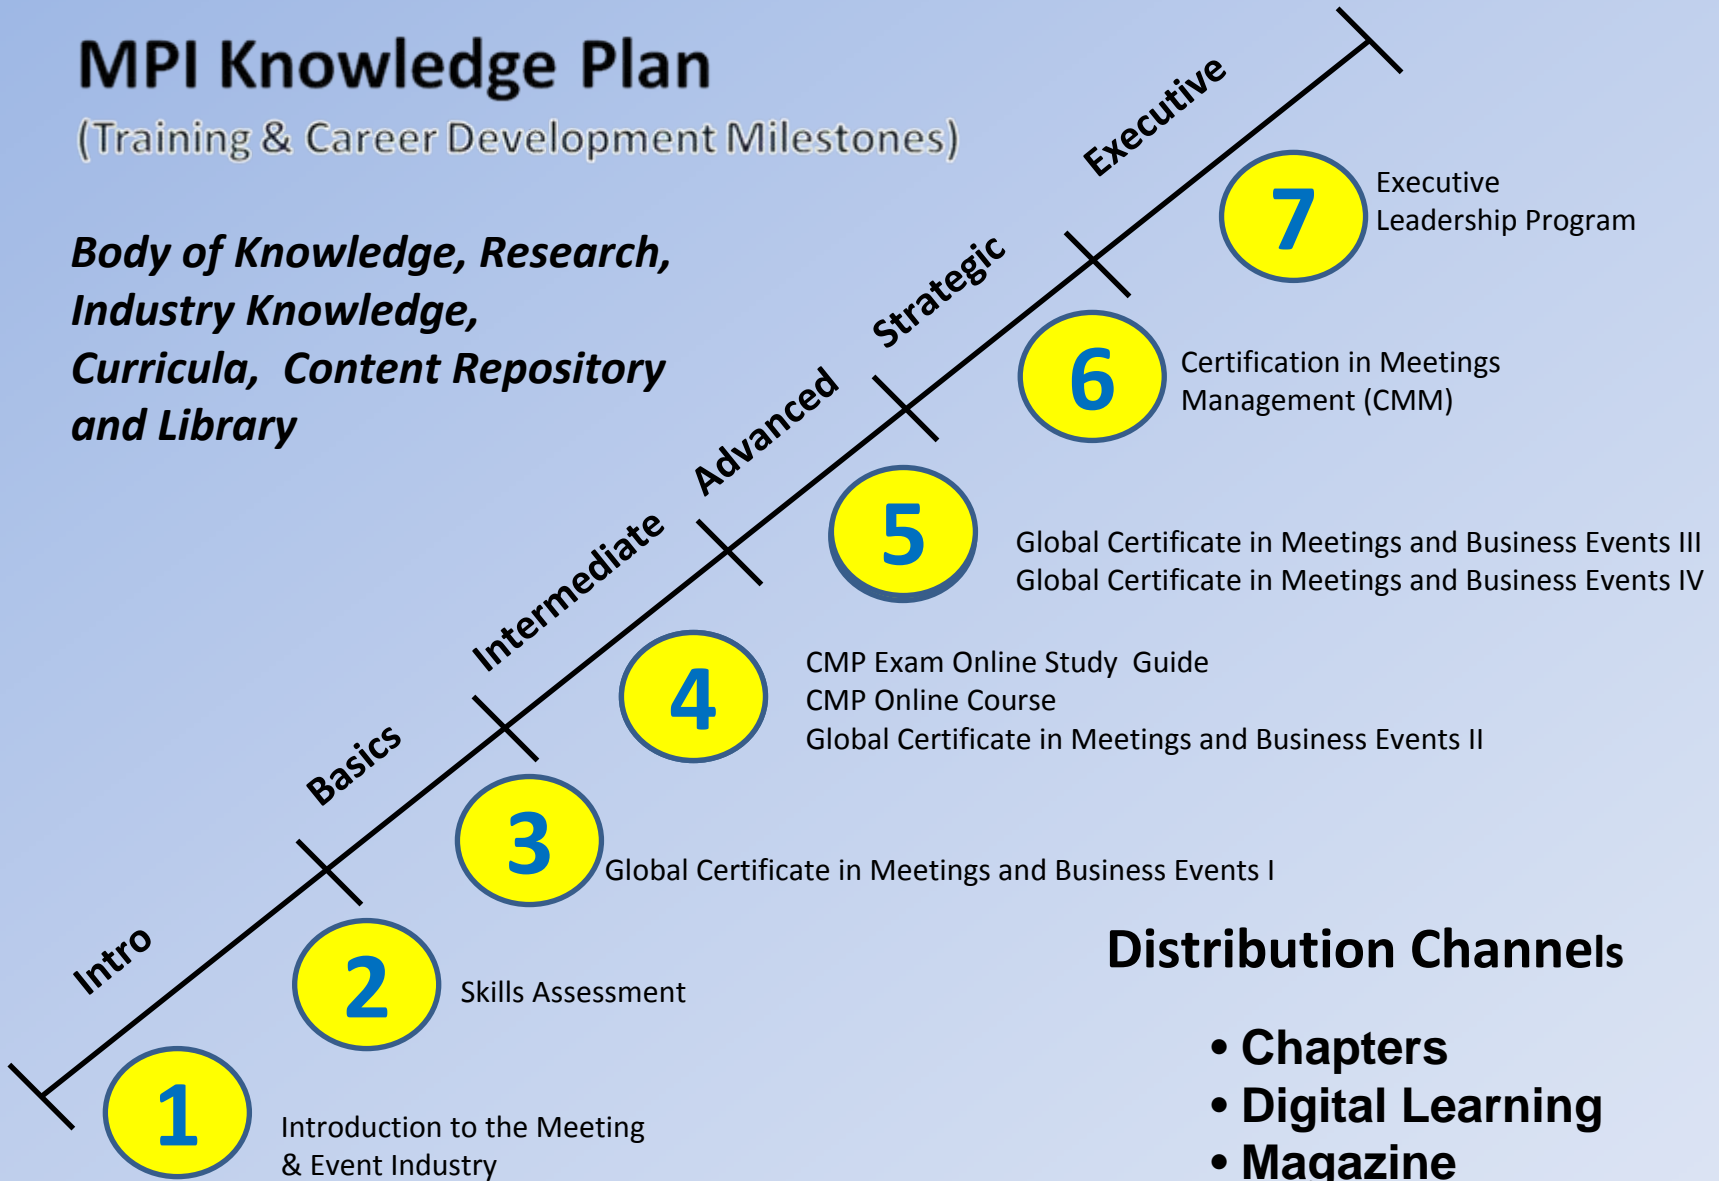 MPI Knowledge Plan
(Training & Career Development Milestones)
Body of Knowledge, Research,
Industry Knowledge,
Curricula, Content Repository
and Library
Executive
7
Executive
Leadership Program
Strategic
6
Certification in Meetings
Management (CMM)
Advanced
5
Global Certificate in Meetings and Business Events III
Global Certificate in Meetings and Business Events IV
Intermediate
4
CMP Exam Online Study Guide
CMP Online Course
Global Certificate in Meetings and Business Events II
Basics
3
Global Certificate in Meetings and Business Events I
Intro
2
Skills Assessment
1
Introduction to the Meeting
& Event Industry
Distribution Channels
• Chapters
• Digital Learning
• Magazine